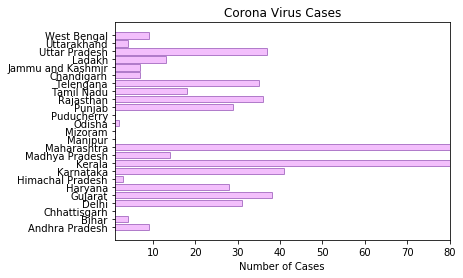 Corona Virus Cases
West Bengal
Uttarakhand
Uttar Pradesh
Ladakh
Jammu and Kashmir
Chandigarh
Telengana
Tamil Nadu
Rajasthan
Punjab
Puducherry
Odisha
Mizoram
Manipur
Maharashtra
Madhya Pradesh
Kerala
Karnataka
Himachal Pradesh
Haryana
Gujarat
Delhi
Chhattisgarh
Bihar
Andhra Pradesh
10 20 30 40 50 60 70 80
Number of Cases